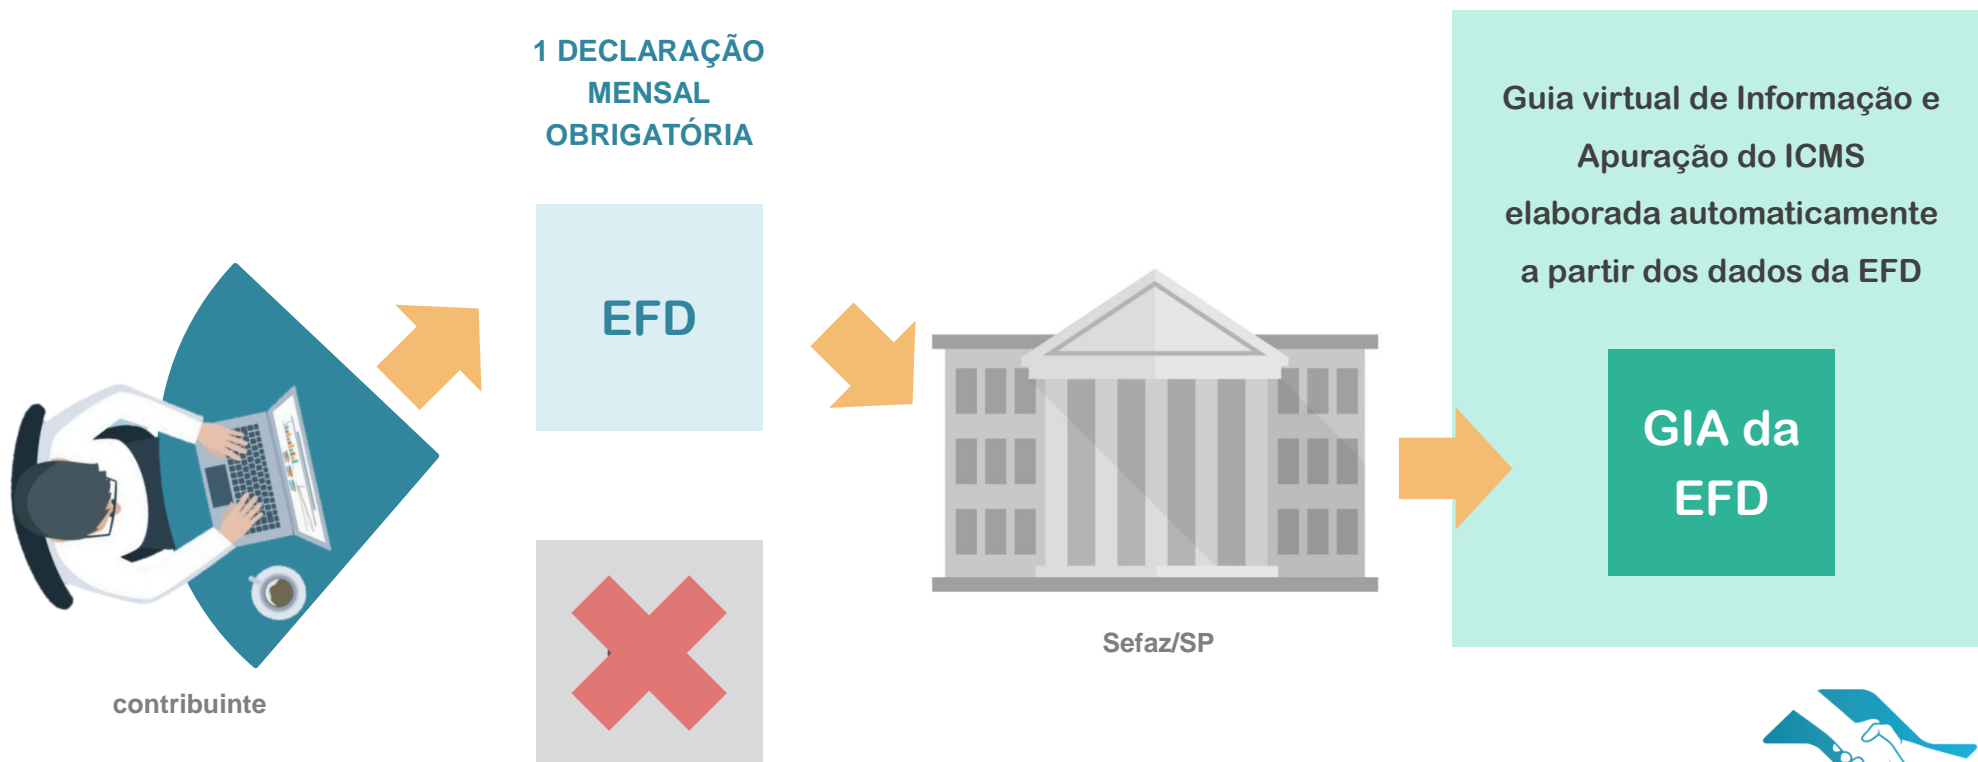 1 DECLARAÇÃO
MENSAL
OBRIGATÓRIA
EFD
contribuinte
Sefaz/SP
Guia virtual de Informação e
Apuração do ICMS
elaborada automaticamente
a partir dos dados da EFD
GIA da
EFD